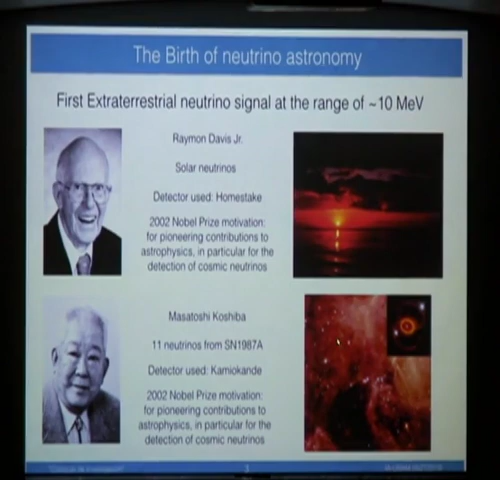 The Birth of neutrino astronomy
First Extraterrestrial neutrino signal at the range of ~10 MeV
Raymon Davis Jr.
Solar neutrinos
Detector used: Homestake
2002 Nobel Prize motivation:
for pioneering contributions to
astrophysics, in particular for the
detection of cosmic neutrinos
Masatoshi Koshiba
11 neutrinos from SN1987A
Detector used: Kamiokande
2002 Nobel Prize motivation:
for pioneering contributions to
astrophysics, in particular for the
detection of cosmic neutrinos
3